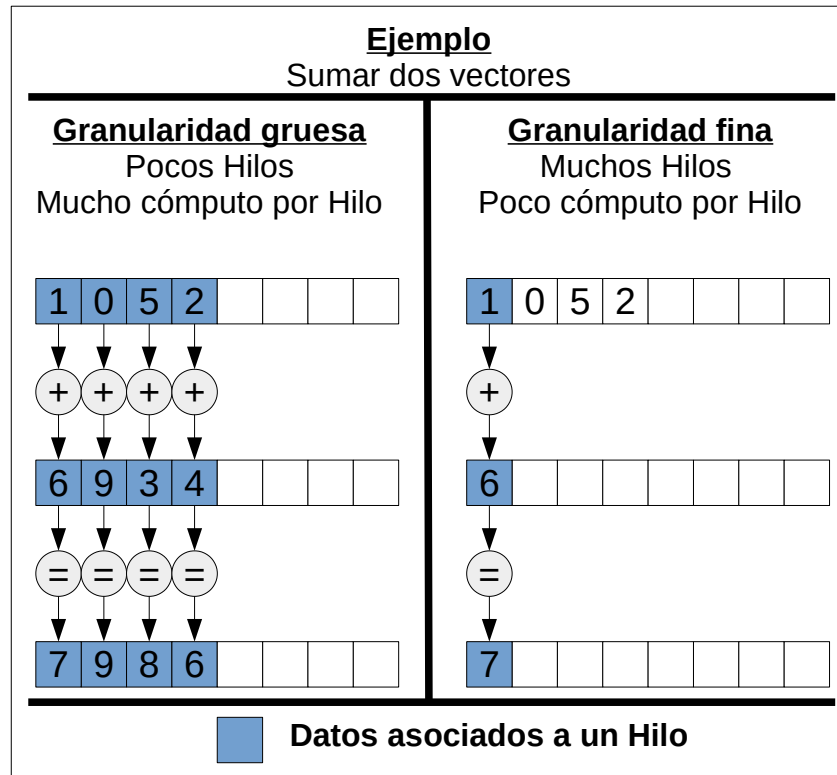 Ejemplo
Sumar dos vectores
Granularidad gruesa
Pocos Hilos
Mucho cómputo por Hilo
1 0 5 2
+ + + +
6 9 3 4
= = = =
7 9 8 6
Granularidad fina
Muchos Hilos
Poco cómputo por Hilo
1 0 5 2
+
6
=
7
Datos asociados a un Hilo